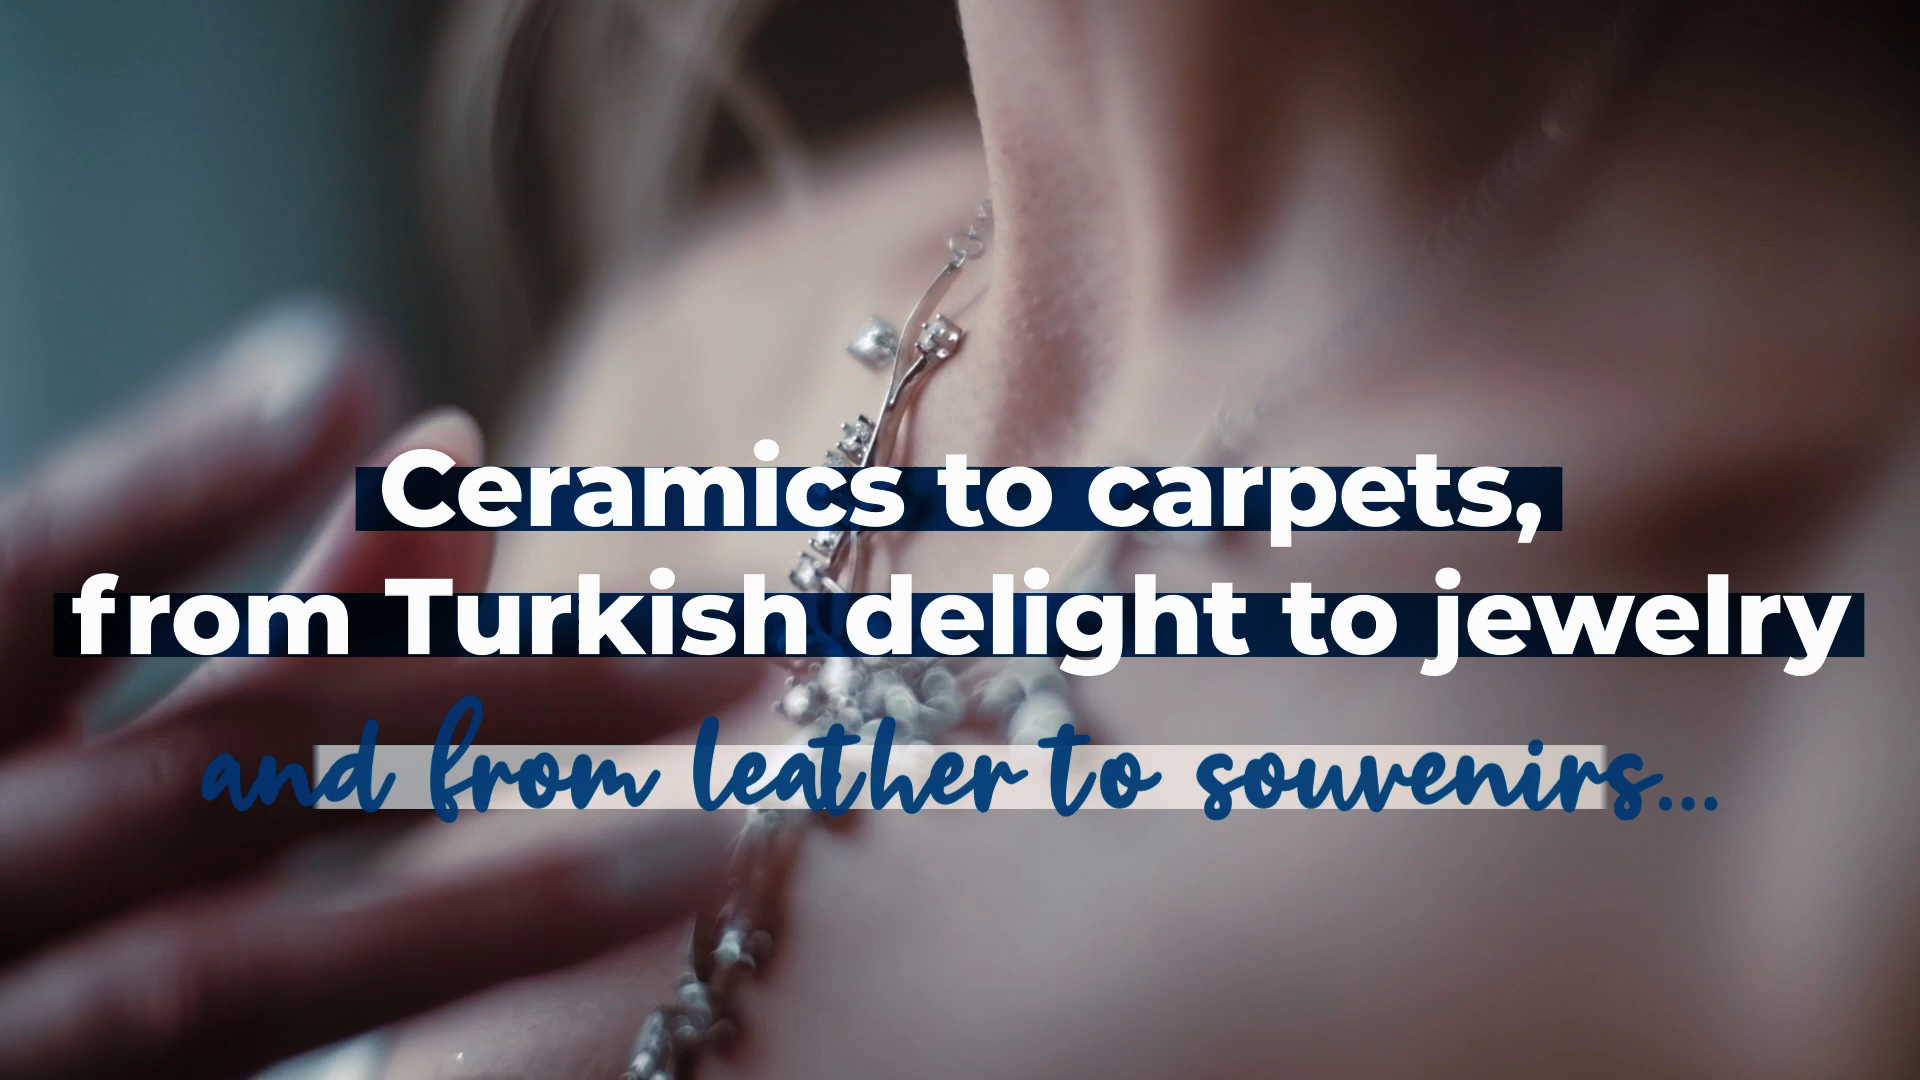 Ceramics to carpets,
from Turkish delight to jewelry
and from leather to souvenirs...